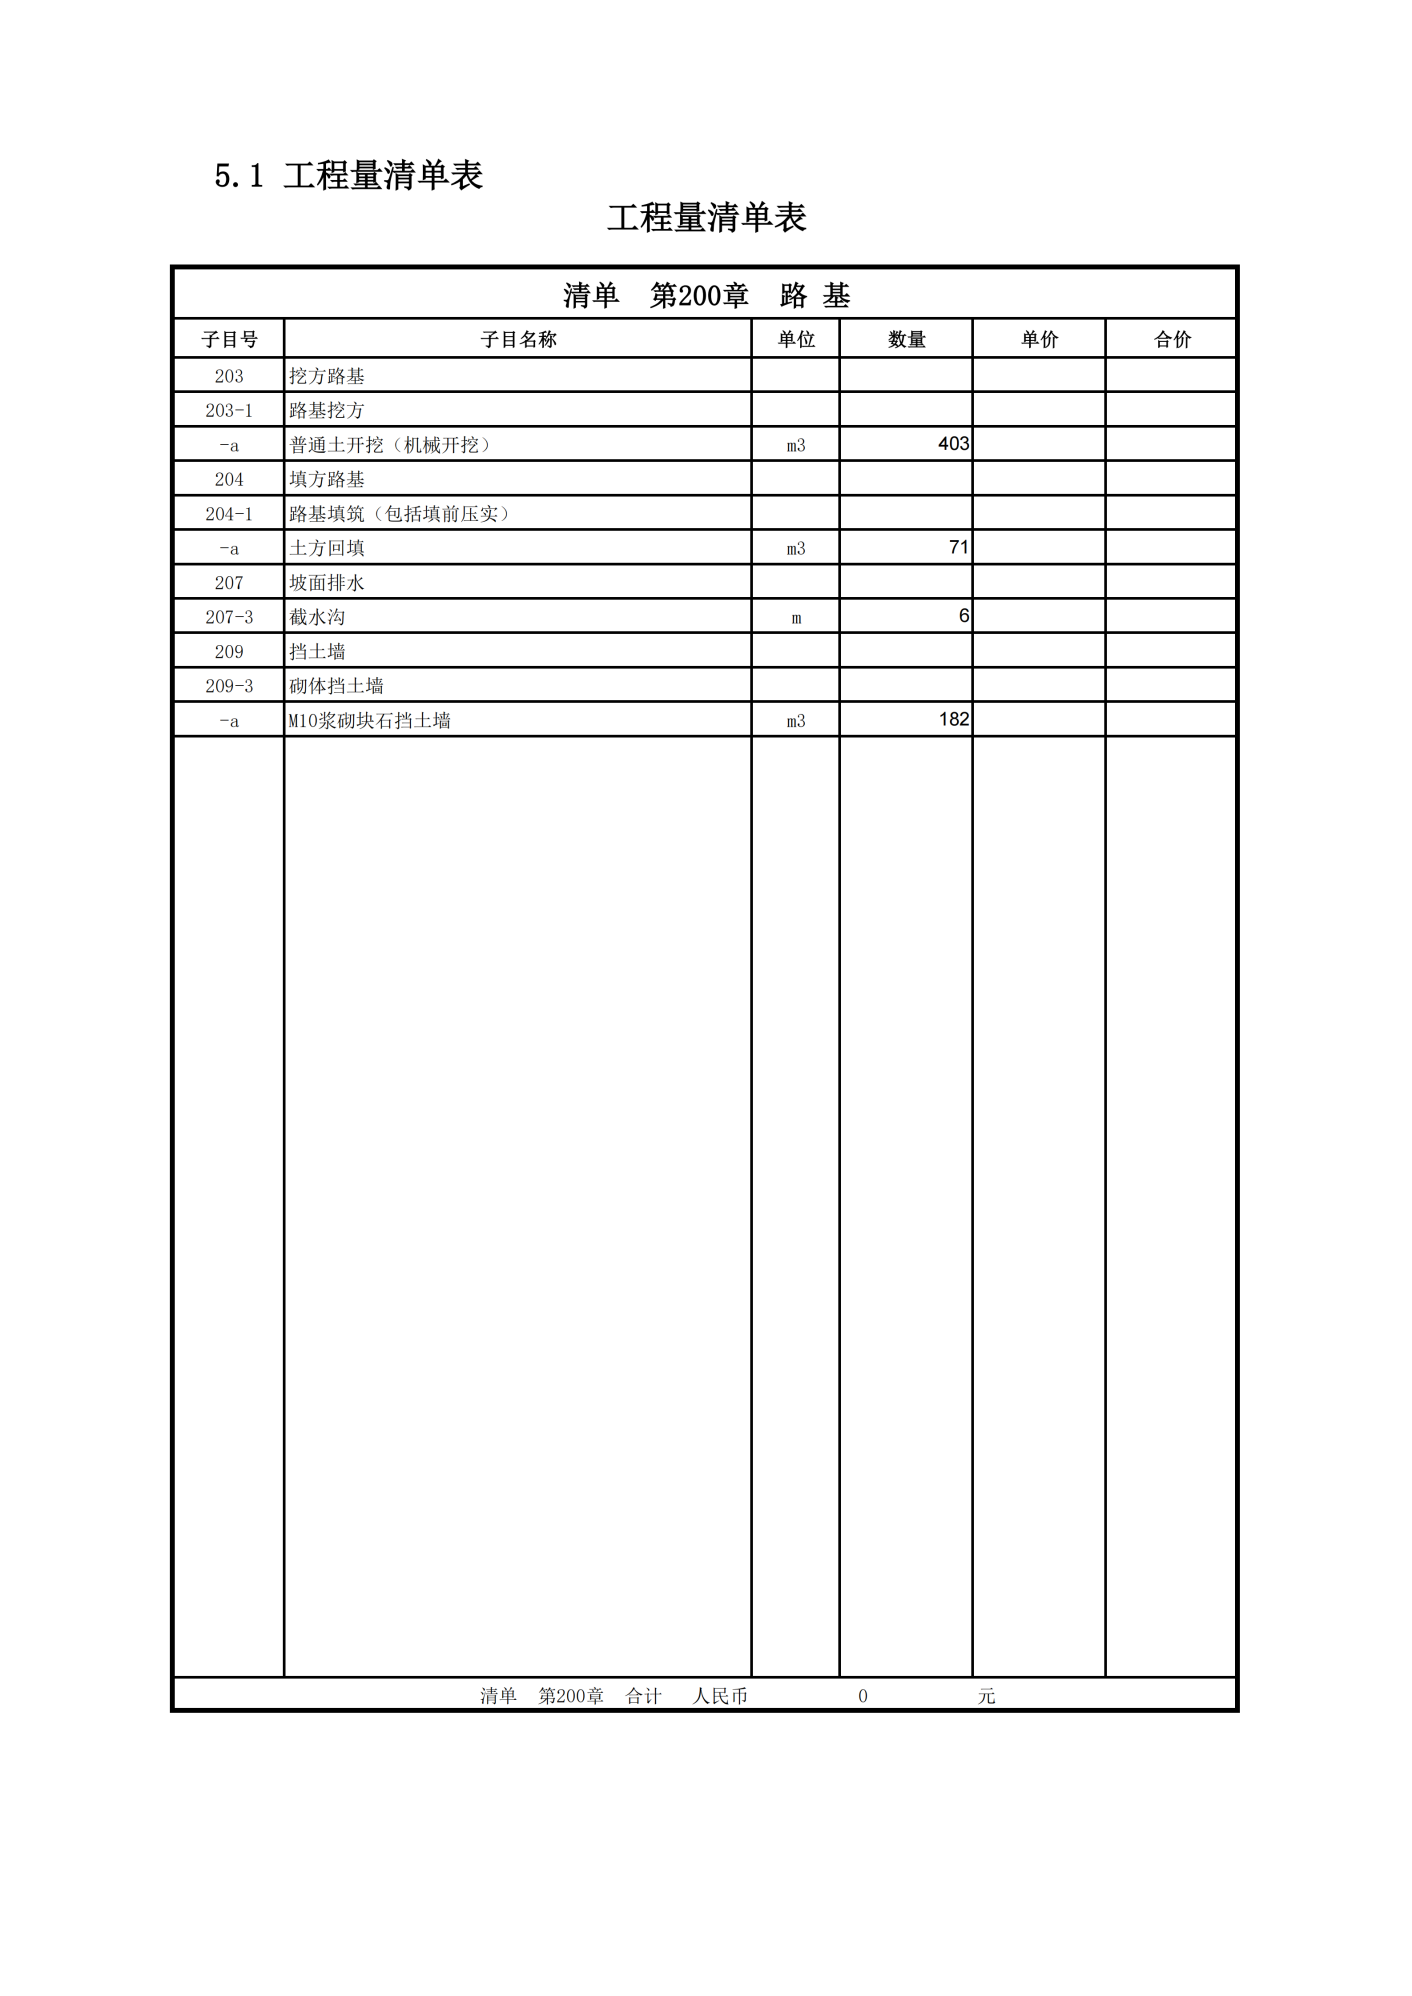 5.1 工程量清单表
工程量清单表
清单 第200章 路 基
子目号 子目名称 单位 数量 单价 合价
203 挖方路基
203-1 路基挖方
-a 普通土开挖（机械开挖） m3 403
204 填方路基
204-1 路基填筑（包括填前压实）
-a 土方回填 m3 71
207 坡面排水
207-3 截水沟 m 6
209 挡土墙
209-3 砌体挡土墙
-a M10浆砌块石挡土墙 m3 182
清单 第200章 合计 人民币 0 元